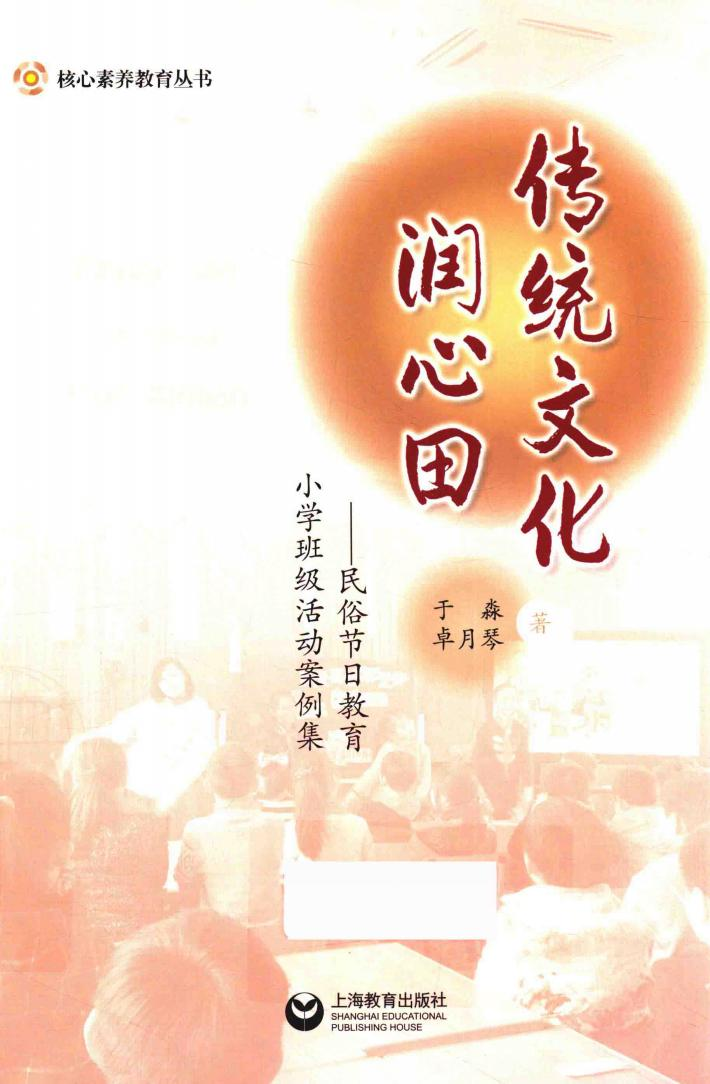 核心素养教育丛书
传统文化
润心田
——民俗节日教育
小学班级活动案例集
于淼
卓月琴
著
上海教育出版社
SHANGHAI EDUCATIONAL
PUBLISHING HOUSE